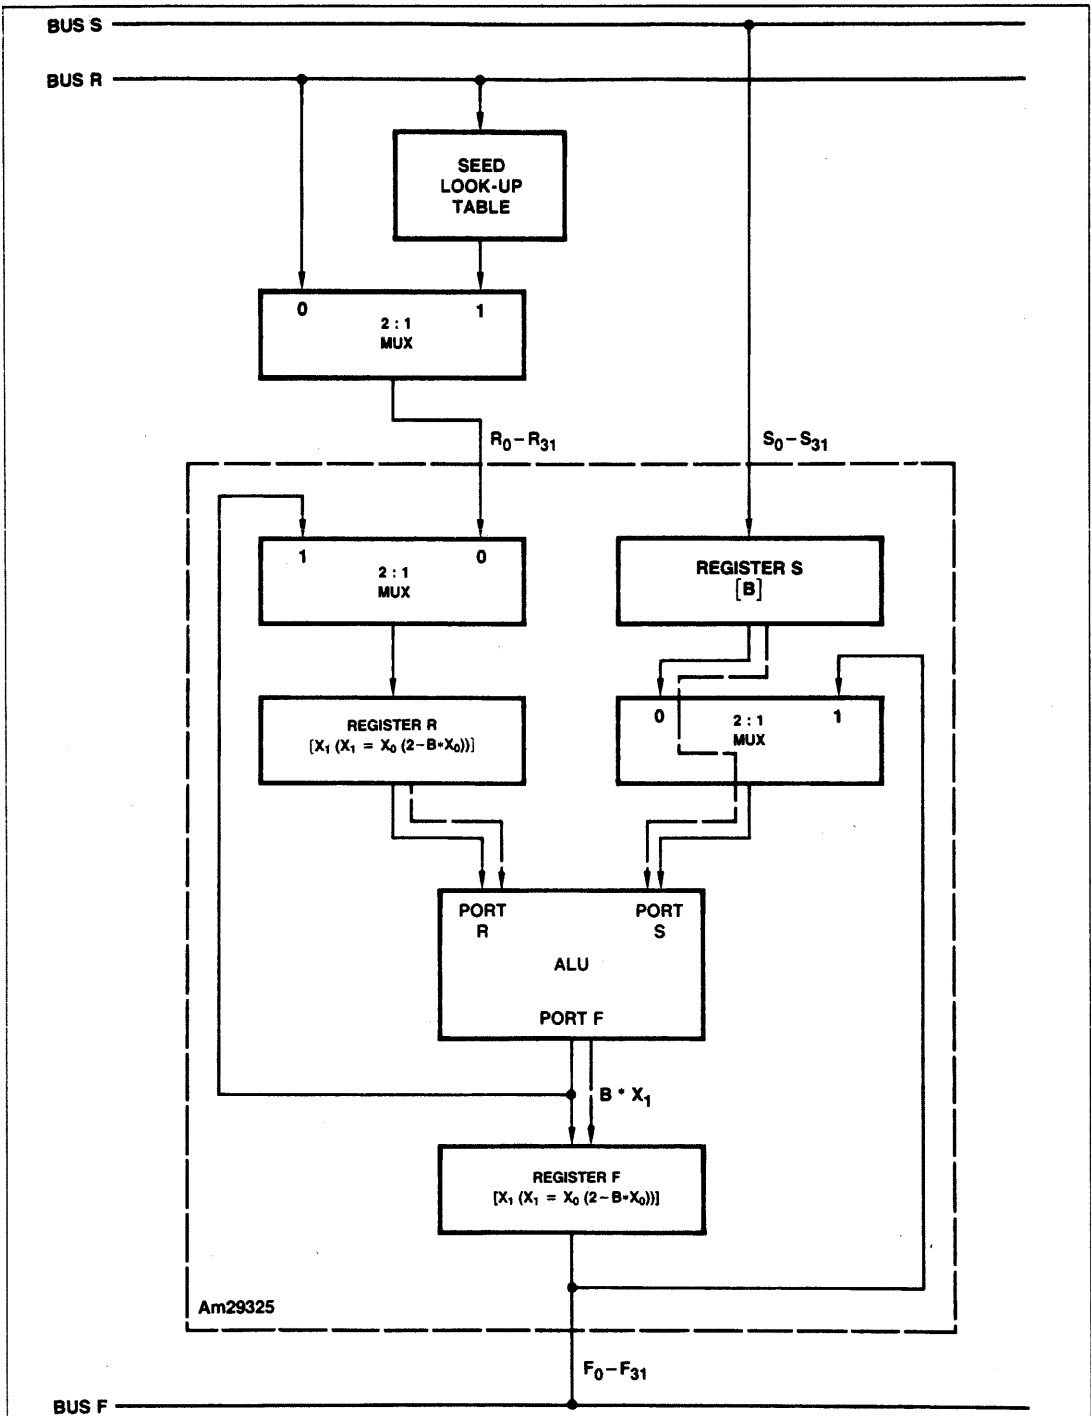 BUS S
BUS R
SEED
LOOK-UP
TABLE
0 1
2 : 1
MUX
R0–R31
S0–S31
1 0
2 : 1
MUX
REGISTER S
[B]
REGISTER R
[X1 (X1 = X0 (2–B*X0))]
0 1
2 : 1
MUX
PORT
R
PORT
S
ALU
PORT F
B * X1
REGISTER F
[X1 (X1 = X0 (2–B*X0))]
Am29325
F0–F31
BUS F